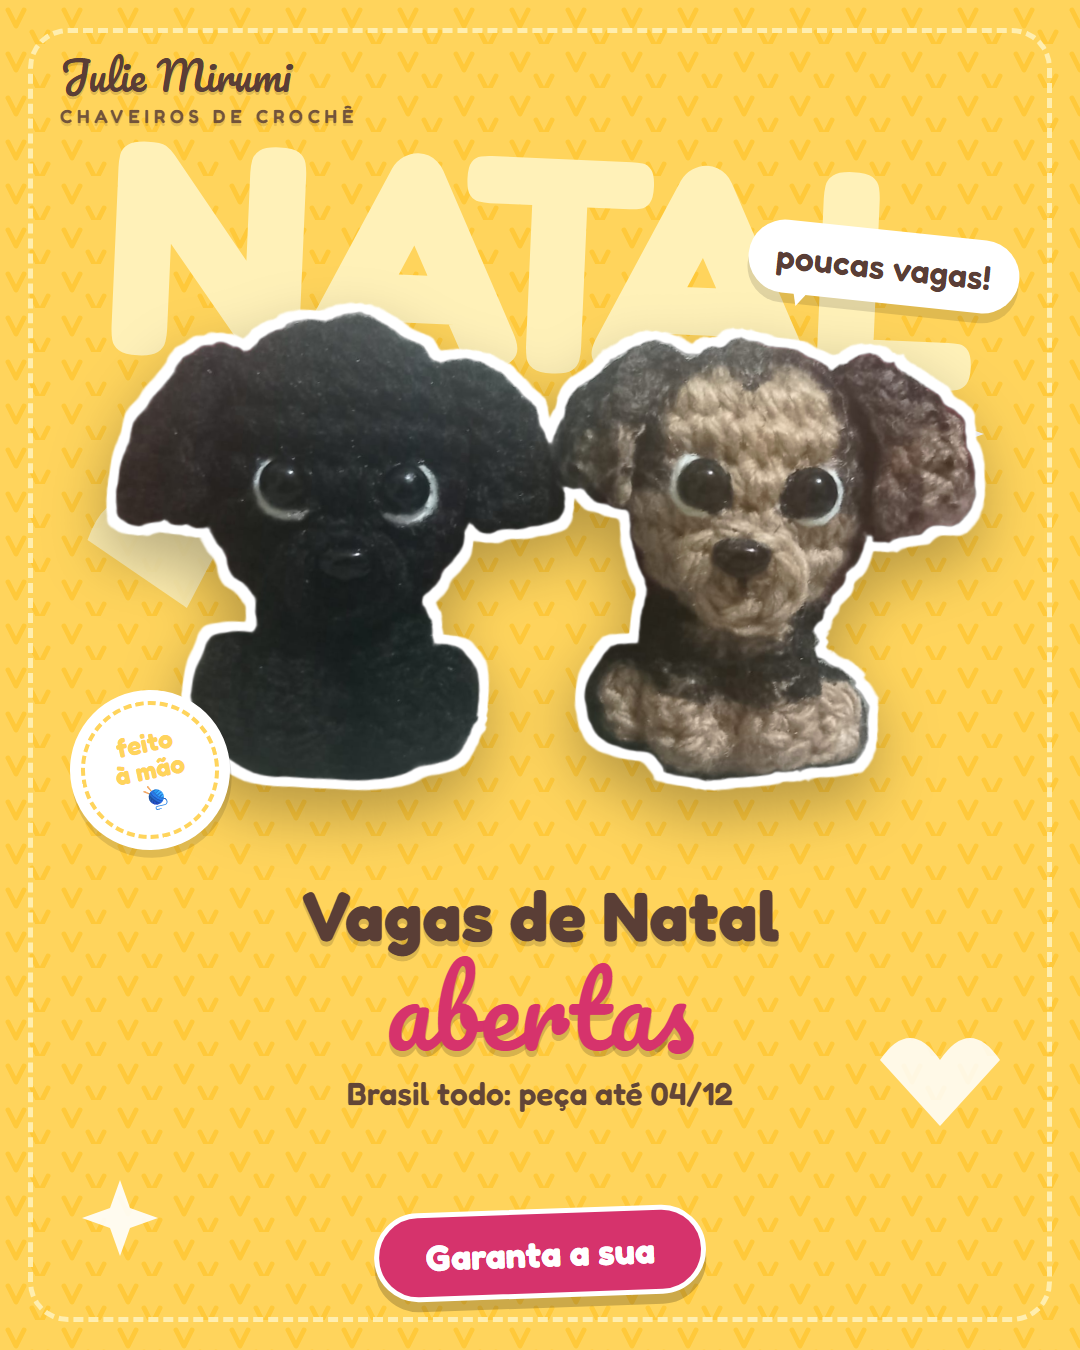 Julie Mirumi
CHAVEIROS DE CROCHÊ
NATAL
poucas vagas!
feito
à mão
Vagas de Natal
abertas
Brasil todo: peça até 04/12
Garanta a sua